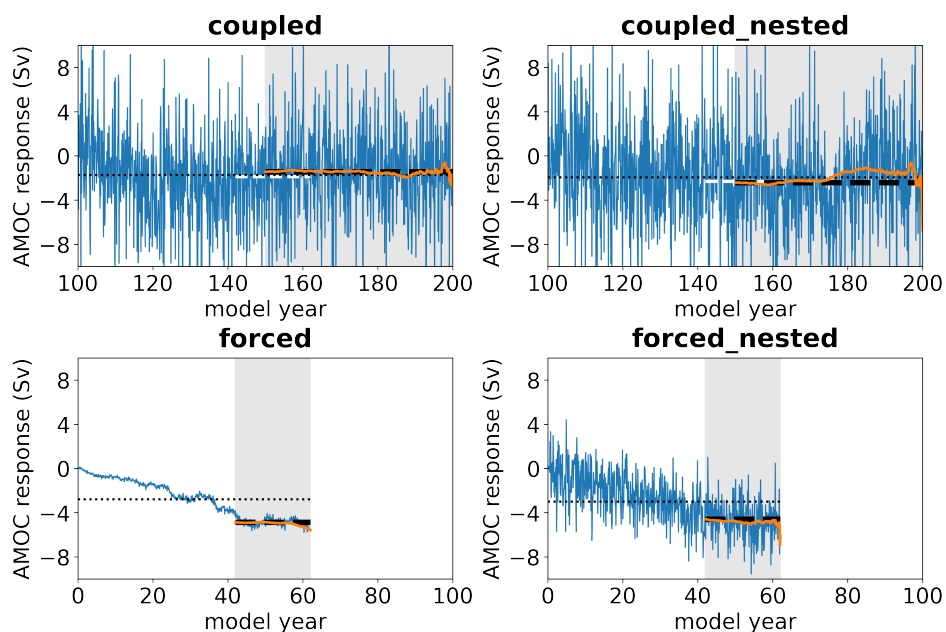 coupled
AMOC response (Sv)
8
4
0
−4
−8
100 120 140 160 180 200
model year
coupled_nested
AMOC response (Sv)
8
4
0
−4
−8
100 120 140 160 180 200
model year
forced
AMOC response (Sv)
8
4
0
−4
−8
0 20 40 60 80 100
model year
forced_nested
AMOC response (Sv)
8
4
0
−4
−8
0 20 40 60 80 100
model year